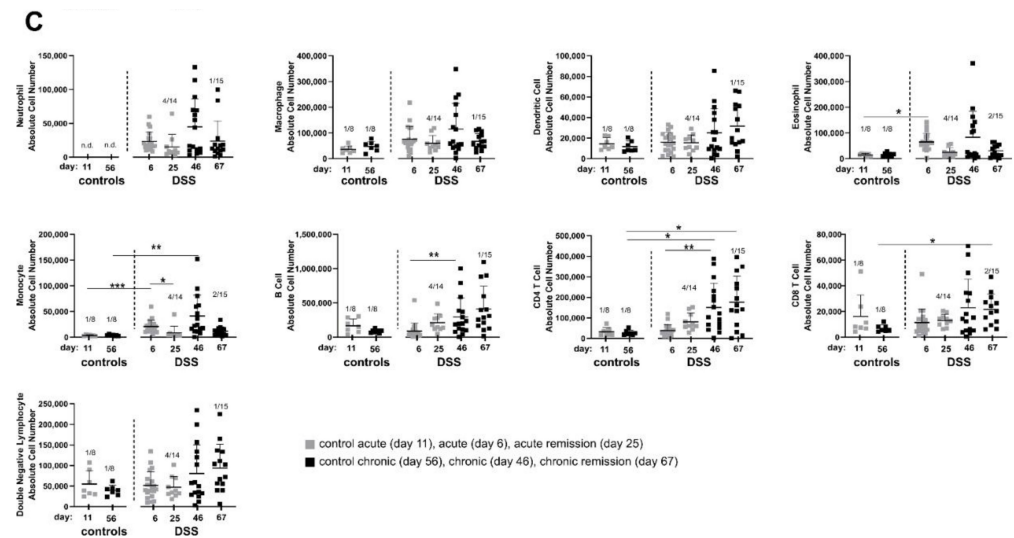 C
Neutrophil
Absolute Cell Number
150,000
100,000
50,000
0
n.d. n.d.
4/14
1/15
day: 11 56 6 25 46 67
controls DSS
Macrophage
Absolute Cell Number
400,000
300,000
200,000
100,000
0
1/8 1/8
4/14
1/15
day: 11 56 6 25 46 67
controls DSS
Dendritic Cell
Absolute Cell Number
100,000
80,000
60,000
40,000
20,000
0
1/8 1/8
4/14
1/15
day: 11 56 6 25 46 67
controls DSS
Eosinophil
Absolute Cell Number
400,000
300,000
200,000
100,000
0
*
1/8 1/8
4/14
2/15
day: 11 56 6 25 46 67
controls DSS
Monocyte
Absolute Cell Number
200,000
150,000
100,000
50,000
0
**
***
*
1/8 1/8
4/14
2/15
day: 11 56 6 25 46 67
controls DSS
B Cell
Absolute Cell Number
1,500,000
1,000,000
500,000
0
**
1/8 1/8
4/14
1/15
day: 11 56 6 25 46 67
controls DSS
CD4 T Cell
Absolute Cell Number
500,000
400,000
300,000
200,000
100,000
0
*
*
**
1/8 1/8
4/14
1/15
day: 11 56 6 25 46 67
controls DSS
CD8 T Cell
Absolute Cell Number
80,000
60,000
40,000
20,000
0
*
1/8 1/8
4/14
2/15
day: 11 56 6 25 46 67
controls DSS
Double Negative Lymphocyte
Absolute Cell Number
250,000
200,000
150,000
100,000
50,000
0
1/8 1/8
4/14
1/15
day: 11 56 6 25 46 67
controls DSS
control acute (day 11), acute (day 6), acute remission (day 25)
control chronic (day 56), chronic (day 46), chronic remission (day 67)